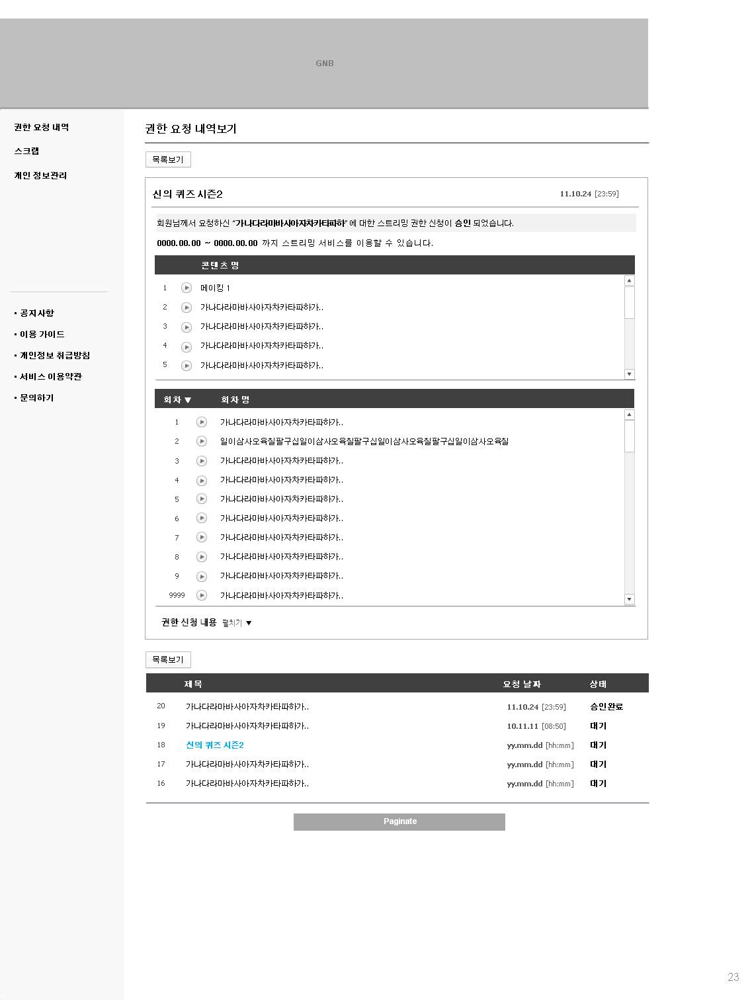 GNB
권한 요청 내역
스크랩
개인 정보관리
• 공지사항
• 이용 가이드
• 개인정보 취급방침
• 서비스 이용약관
• 문의하기
권한 요청 내역보기
목록보기
신의 퀴즈 시즌2 11.10.24 [23:59]
회원님께서 요청하신 “가나다라마바사아자차카타파하” 에 대한 스트리밍 권한 신청이 승인 되었습니다.
0000.00.00 ~ 0000.00.00 까지 스트리밍 서비스를 이용할 수 있습니다.
콘텐츠 명
1 메이킹 1
2 가나다라마바사아자차카타파하가..
3 가나다라마바사아자차카타파하가..
4 가나다라마바사아자차카타파하가..
5 가나다라마바사아자차카타파하가..
회차 ▼ 회차 명
1 가나다라마바사아자차카타파하가..
2 일이삼사오육칠팔구십일이삼사오육칠팔구십일이삼사오육칠팔구십일이삼사오육칠
3 가나다라마바사아자차카타파하가..
4 가나다라마바사아자차카타파하가..
5 가나다라마바사아자차카타파하가..
6 가나다라마바사아자차카타파하가..
7 가나다라마바사아자차카타파하가..
8 가나다라마바사아자차카타파하가..
9 가나다라마바사아자차카타파하가..
9999 가나다라마바사아자차카타파하가..
권한 신청 내용 펼치기 ▼
목록보기
제목 요청 날짜 상태
20 가나다라마바사아자차카타파하가.. 11.10.24 [23:59] 승인완료
19 가나다라마바사아자차카타파하가.. 10.11.11 [08:50] 대기
18 신의 퀴즈 시즌2 yy.mm.dd [hh:mm] 대기
17 가나다라마바사아자차카타파하가.. yy.mm.dd [hh:mm] 대기
16 가나다라마바사아자차카타파하가.. yy.mm.dd [hh:mm] 대기
Paginate
23